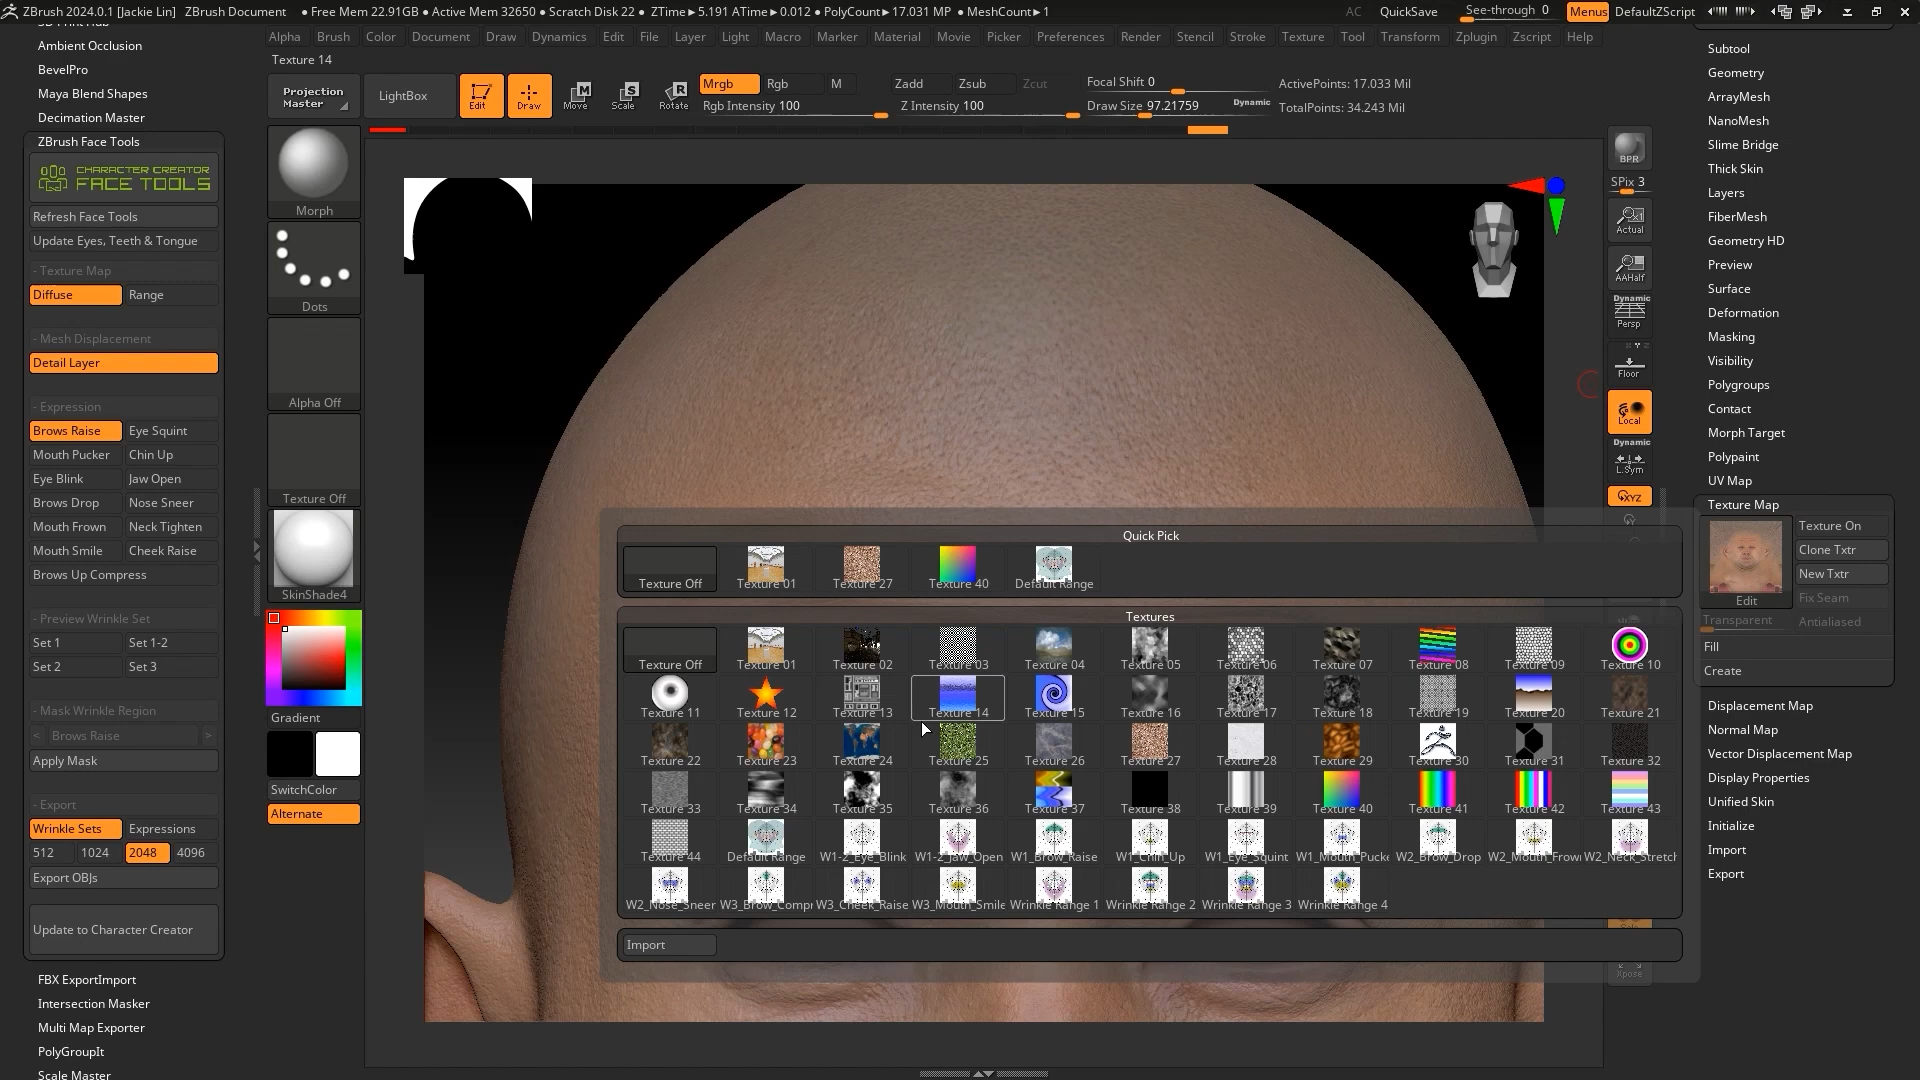 ZBrush 2024.0.1 [Jackie Lin] ZBrush Document ● Free Mem 22.91GB ● Active Mem 32650 ● Scratch Disk 22 ● ZTime►5.191 ATime►0.012 ● PolyCount►17.031 MP ● MeshCount►1 AC QuickSave See-through 0 Menus DefaultZScript
Alpha Brush Color Document Draw Dynamics Edit File Layer Light Macro Marker Material Movie Picker Preferences Render Stencil Stroke Texture Tool Transform Zplugin Zscript Help
Texture 14
Projection Master
LightBox
Edit
Draw
Move
Scale
Rotate
Mrgb Rgb M
Rgb Intensity 100
Zadd Zsub Zcut
Z Intensity 100
Focal Shift 0
Draw Size 97.21759
Dynamic
ActivePoints: 17.033 Mil
TotalPoints: 34.243 Mil
Ambient Occlusion
BevelPro
Maya Blend Shapes
Decimation Master
ZBrush Face Tools
CHARACTER CREATOR
FACE TOOLS
Refresh Face Tools
Update Eyes, Teeth & Tongue
- Texture Map
Diffuse Range
- Mesh Displacement
Detail Layer
- Expression
Brows Raise Eye Squint
Mouth Pucker Chin Up
Eye Blink Jaw Open
Brows Drop Nose Sneer
Mouth Frown Neck Tighten
Mouth Smile Cheek Raise
Brows Up Compress
- Preview Wrinkle Set
Set 1 Set 1-2
Set 2 Set 3
- Mask Wrinkle Region
< Brows Raise >
Apply Mask
- Export
Wrinkle Sets Expressions
512 1024 2048 4096
Export OBJs
Update to Character Creator
FBX ExportImport
Intersection Masker
Multi Map Exporter
PolyGroupIt
Scale Master
Morph
Dots
Alpha Off
Texture Off
SkinShade4
Gradient
SwitchColor
Alternate
Quick Pick
Texture Off Texture 01 Texture 27 Texture 40 Default Range
Textures
Texture Off Texture 01 Texture 02 Texture 03 Texture 04 Texture 05 Texture 06 Texture 07 Texture 08 Texture 09 Texture 10
Texture 11 Texture 12 Texture 13 Texture 14 Texture 15 Texture 16 Texture 17 Texture 18 Texture 19 Texture 20 Texture 21
Texture 22 Texture 23 Texture 24 Texture 25 Texture 26 Texture 27 Texture 28 Texture 29 Texture 30 Texture 31 Texture 32
Texture 33 Texture 34 Texture 35 Texture 36 Texture 37 Texture 38 Texture 39 Texture 40 Texture 41 Texture 42 Texture 43
Texture 44 Default Range W1-2_Eye_Blink W1-2_Jaw_Open W1_Brow_Raise W1_Chin_Up W1_Eye_Squint W1_Mouth_Pucke W2_Brow_Drop W2_Mouth_Frow W2_Neck_Stretch
W2_Nose_Sneer W3_Brow_Compr W3_Cheek_Raise W3_Mouth_Smile Wrinkle Range 1 Wrinkle Range 2 Wrinkle Range 3 Wrinkle Range 4
Import
BPR
SPix 3
Actual
AAHalf
Dynamic
Persp
Floor
Local
Dynamic
L.Sym
XYZ
Xpose
Subtool
Geometry
ArrayMesh
NanoMesh
Slime Bridge
Thick Skin
Layers
FiberMesh
Geometry HD
Preview
Surface
Deformation
Masking
Visibility
Polygroups
Contact
Morph Target
Polypaint
UV Map
Texture Map
Texture On
Clone Txtr
New Txtr
Edit Fix Seam
Transparent Antialiased
Fill
Create
Displacement Map
Normal Map
Vector Displacement Map
Display Properties
Unified Skin
Initialize
Import
Export